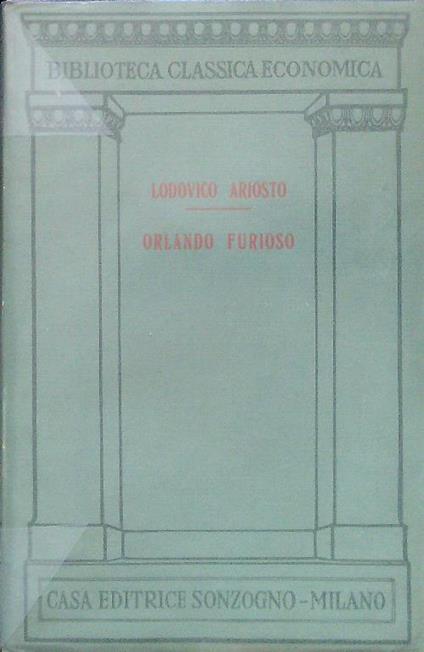 BIBLIOTECA CLASSICA ECONOMICA
LODOVICO ARIOSTO
ORLANDO FURIOSO
CASA EDITRICE SONZOGNO-MILANO